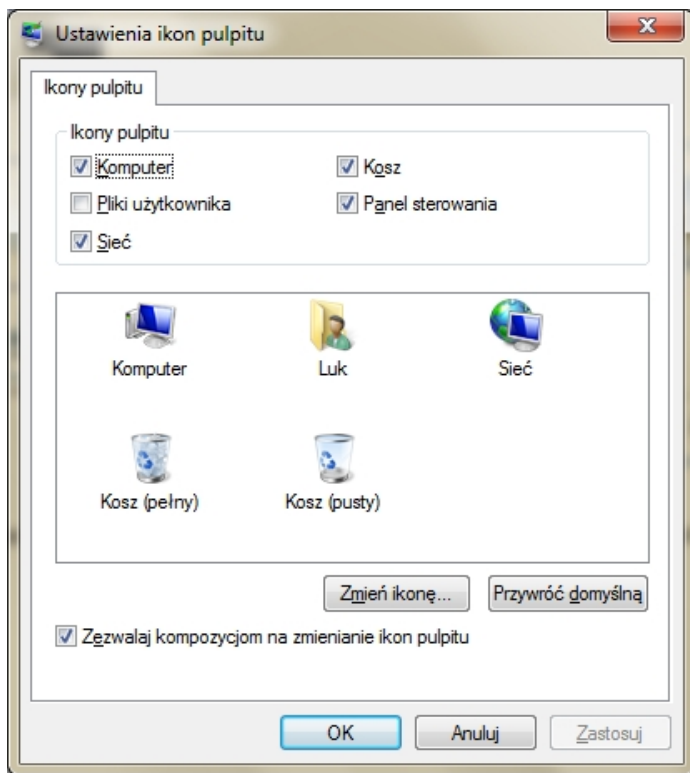 Ustawienia ikon pulpitu
Ikony pulpitu
Ikony pulpitu
Komputer
Kosz
Pliki użytkownika
Panel sterowania
Sieć
Komputer
Luk
Sieć
Kosz (pełny)
Kosz (pusty)
Zmień ikonę...
Przywróć domyślną
Zezwalaj kompozycjom na zmienianie ikon pulpitu
OK
Anuluj
Zastosuj